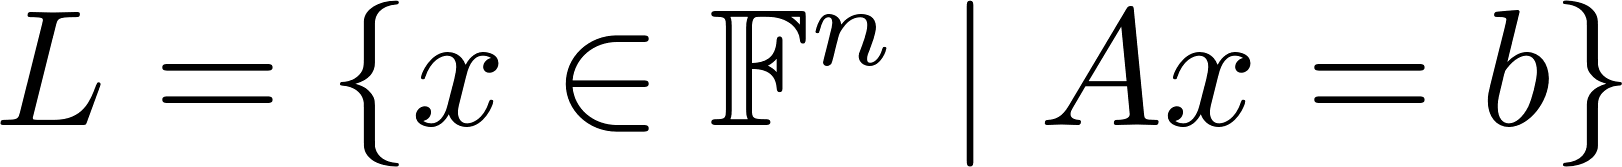 L = {x ∈ 𝔽ⁿ | Ax = b}